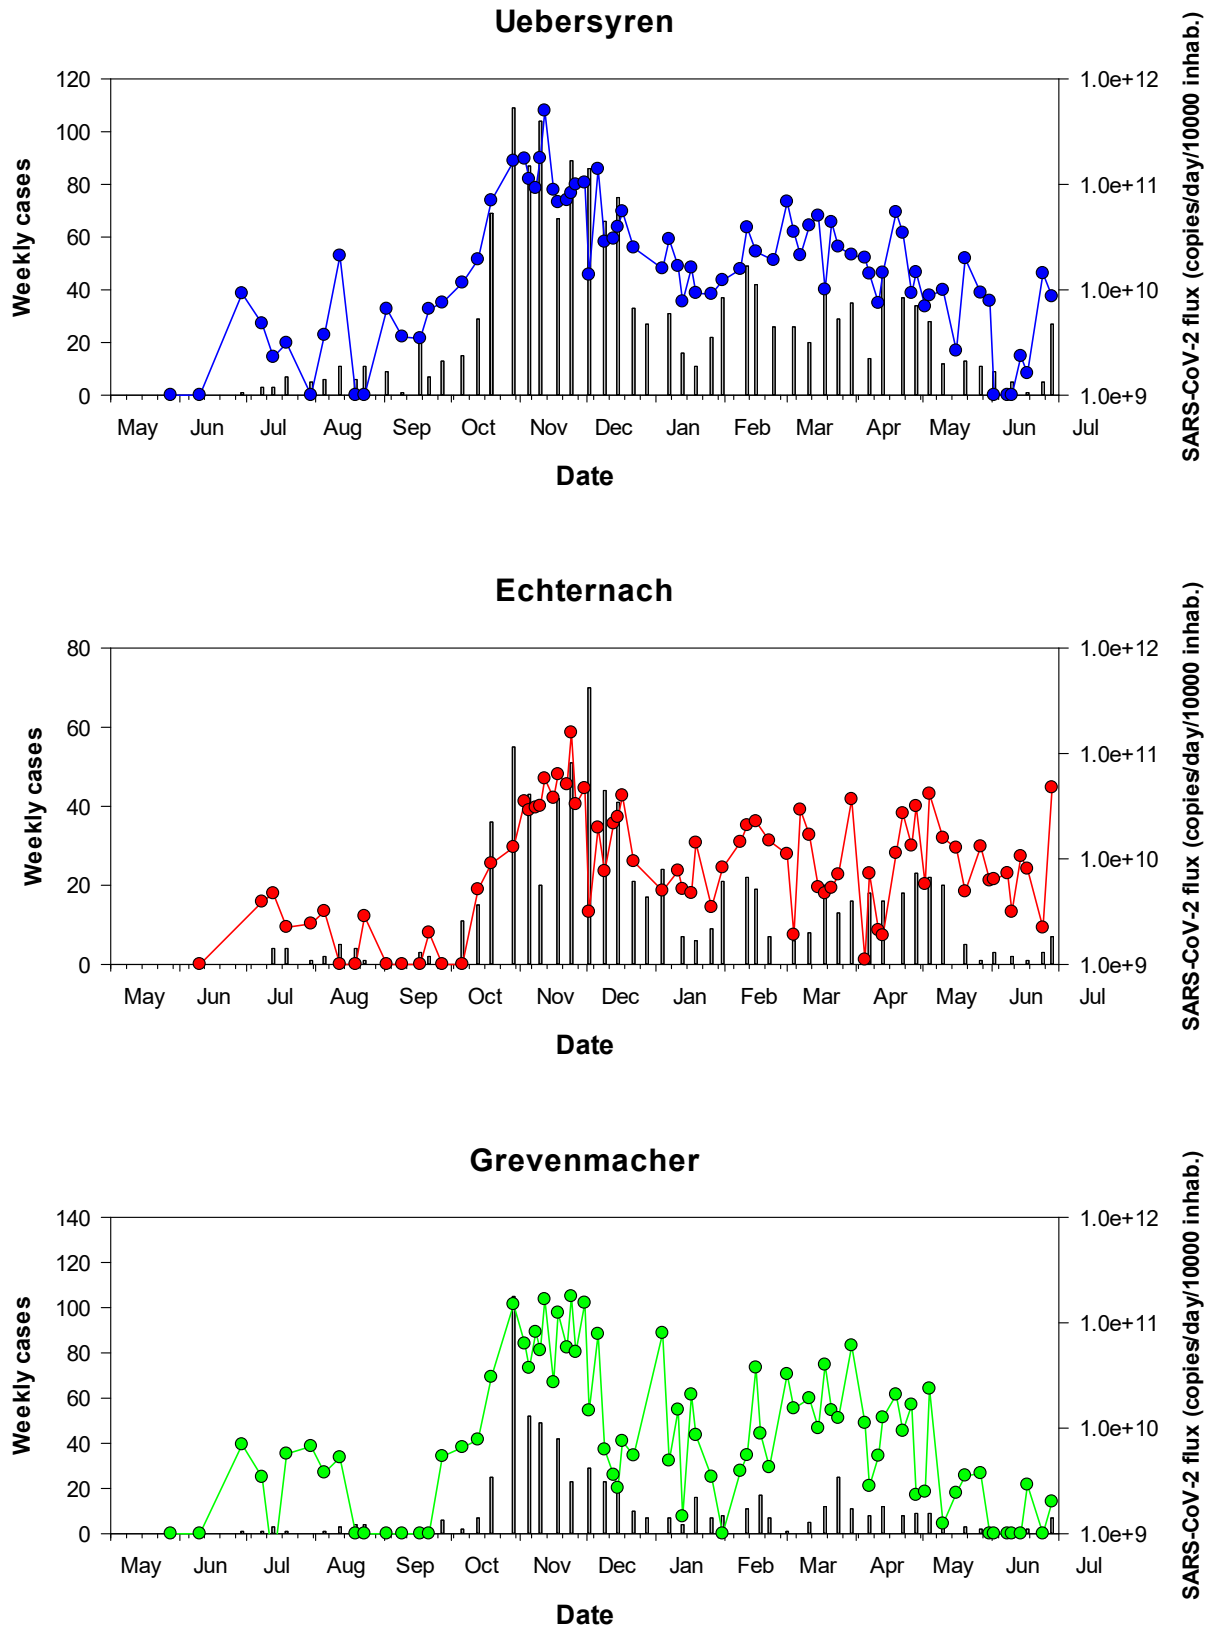 Uebersyren
120
100
80
60
40
20
0
1.0e+12
1.0e+11
1.0e+10
1.0e+9
Weekly cases
SARS-CoV-2 flux (copies/day/10000 inhab.)
May Jun Jul Aug Sep Oct Nov Dec Jan Feb Mar Apr May Jun Jul
Date
Echternach
80
60
40
20
0
1.0e+12
1.0e+11
1.0e+10
1.0e+9
Weekly cases
SARS-CoV-2 flux (copies/day/10000 inhab.)
May Jun Jul Aug Sep Oct Nov Dec Jan Feb Mar Apr May Jun Jul
Date
Grevenmacher
140
120
100
80
60
40
20
0
1.0e+12
1.0e+11
1.0e+10
1.0e+9
Weekly cases
SARS-CoV-2 flux (copies/day/10000 inhab.)
May Jun Jul Aug Sep Oct Nov Dec Jan Feb Mar Apr May Jun Jul
Date